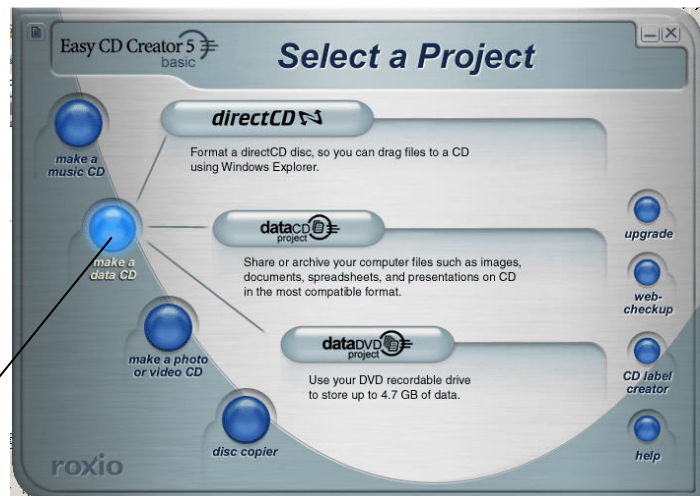 Easy CD Creator 5
basic
Select a Project
make a
music CD
directCD
Format a directCD disc, so you can drag files to a CD
using Windows Explorer.
make a
data CD
dataCD
project
Share or archive your computer files such as images,
documents, spreadsheets, and presentations on CD
in the most compatible format.
make a photo
or video CD
dataDVD
project
Use your DVD recordable drive
to store up to 4.7 GB of data.
disc copier
upgrade
web-
checkup
CD label
creator
help
roxio